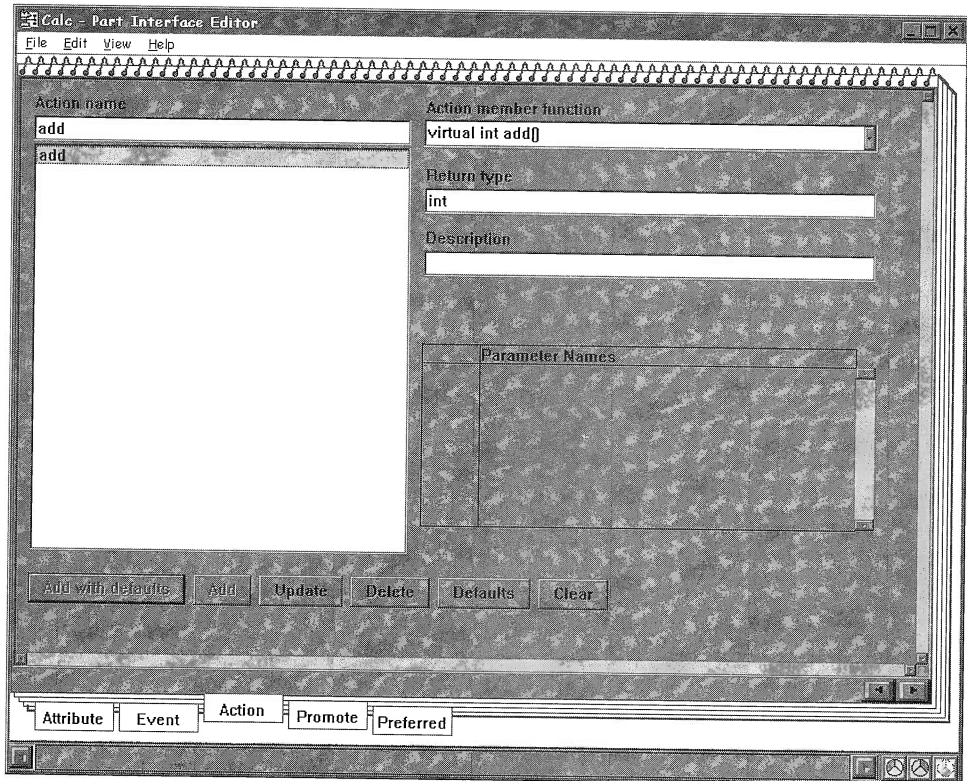 Calc - Part Interface Editor
File Edit View Help
Action name
add
add
Action member function
virtual int add()
Return type
int
Description
Parameter Names
Add with defaults Add Update Delete Defaults Clear
Attribute Event Action Promote Preferred